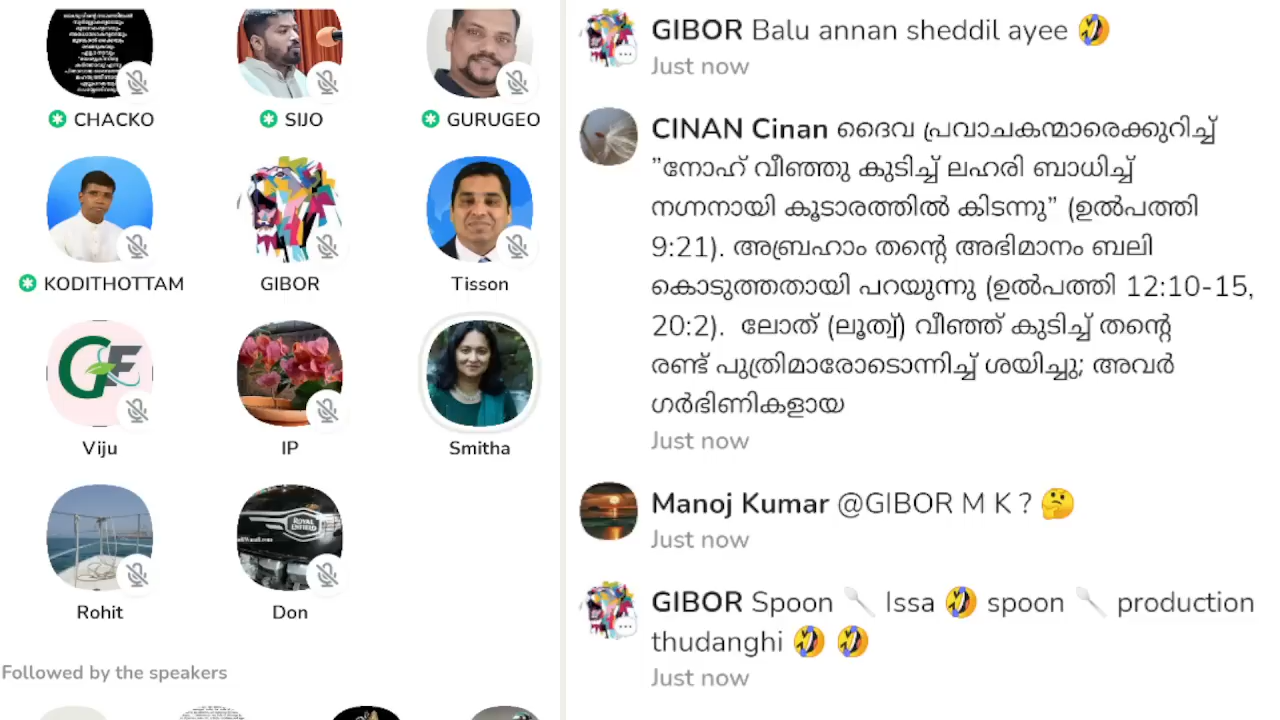 CHACKO
SIJO
GURUGEO
KODITHOTTAM
GIBOR
Tisson
GF
Viju
IP
Smitha
ROYAL
ENFIELD
Rohit
Don
Followed by the speakers
GIBOR Balu annan sheddil ayee 🤣
Just now
CINAN Cinan ദൈവ പ്രവാചകന്മാരെക്കുറിച്ച്
”നോഹ് വീഞ്ഞു കുടിച്ച് ലഹരി ബാധിച്ച്
നഗ്നനായി കൂടാരത്തിൽ കിടന്നു” (ഉൽപത്തി
9:21). അബ്രഹാം തന്റെ അഭിമാനം ബലി
കൊടുത്തതായി പറയുന്നു (ഉൽപത്തി 12:10-15,
20:2). ലോത് (ലൂത്വ്) വീഞ്ഞ് കുടിച്ച് തന്റെ
രണ്ട് പുത്രിമാരോടൊന്നിച്ച് ശയിച്ചു; അവർ
ഗർഭിണികളായ
Just now
Manoj Kumar @GIBOR M K ? 🤔
Just now
GIBOR Spoon 🥄 Issa 🤣 spoon 🥄 production
thudanghi 🤣 🤣
Just now